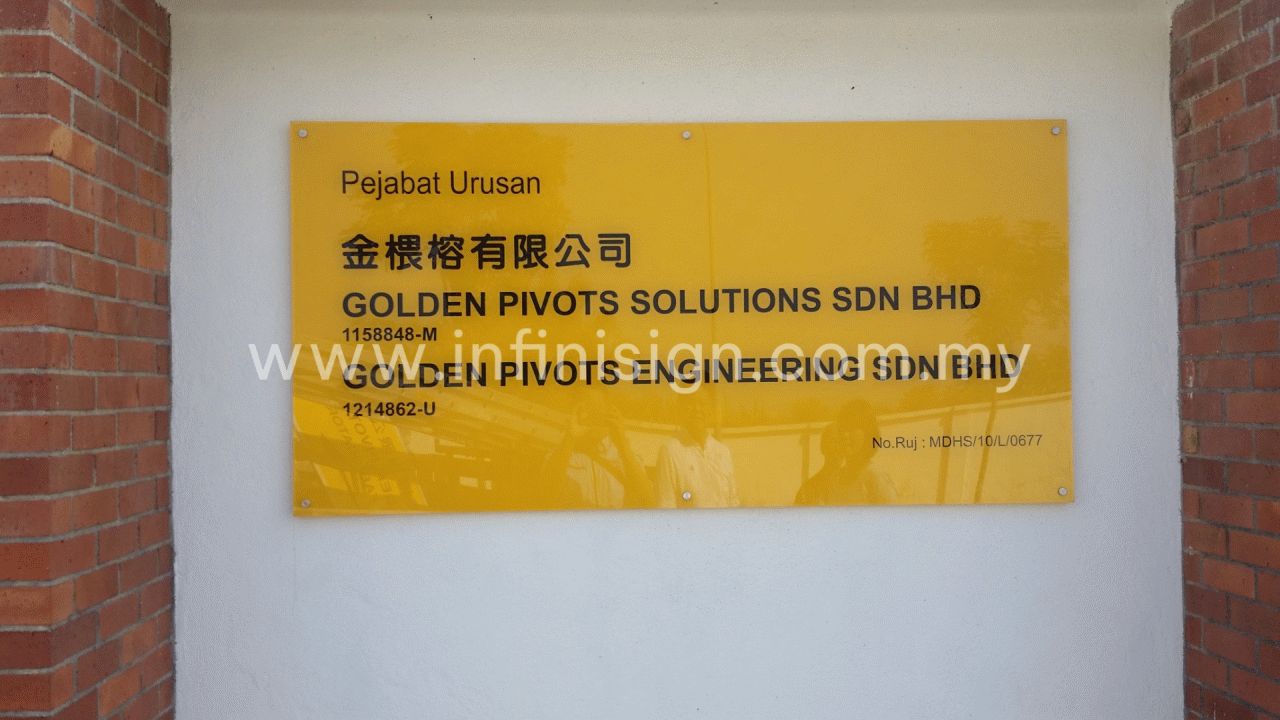 Pejabat Urusan
金椳榕有限公司
GOLDEN PIVOTS SOLUTIONS SDN BHD
1158848-M
www.infinisign.com.my
GOLDEN PIVOTS ENGINEERING SDN BHD
1214862-U
No.Ruj : MDHS/10/L/0677